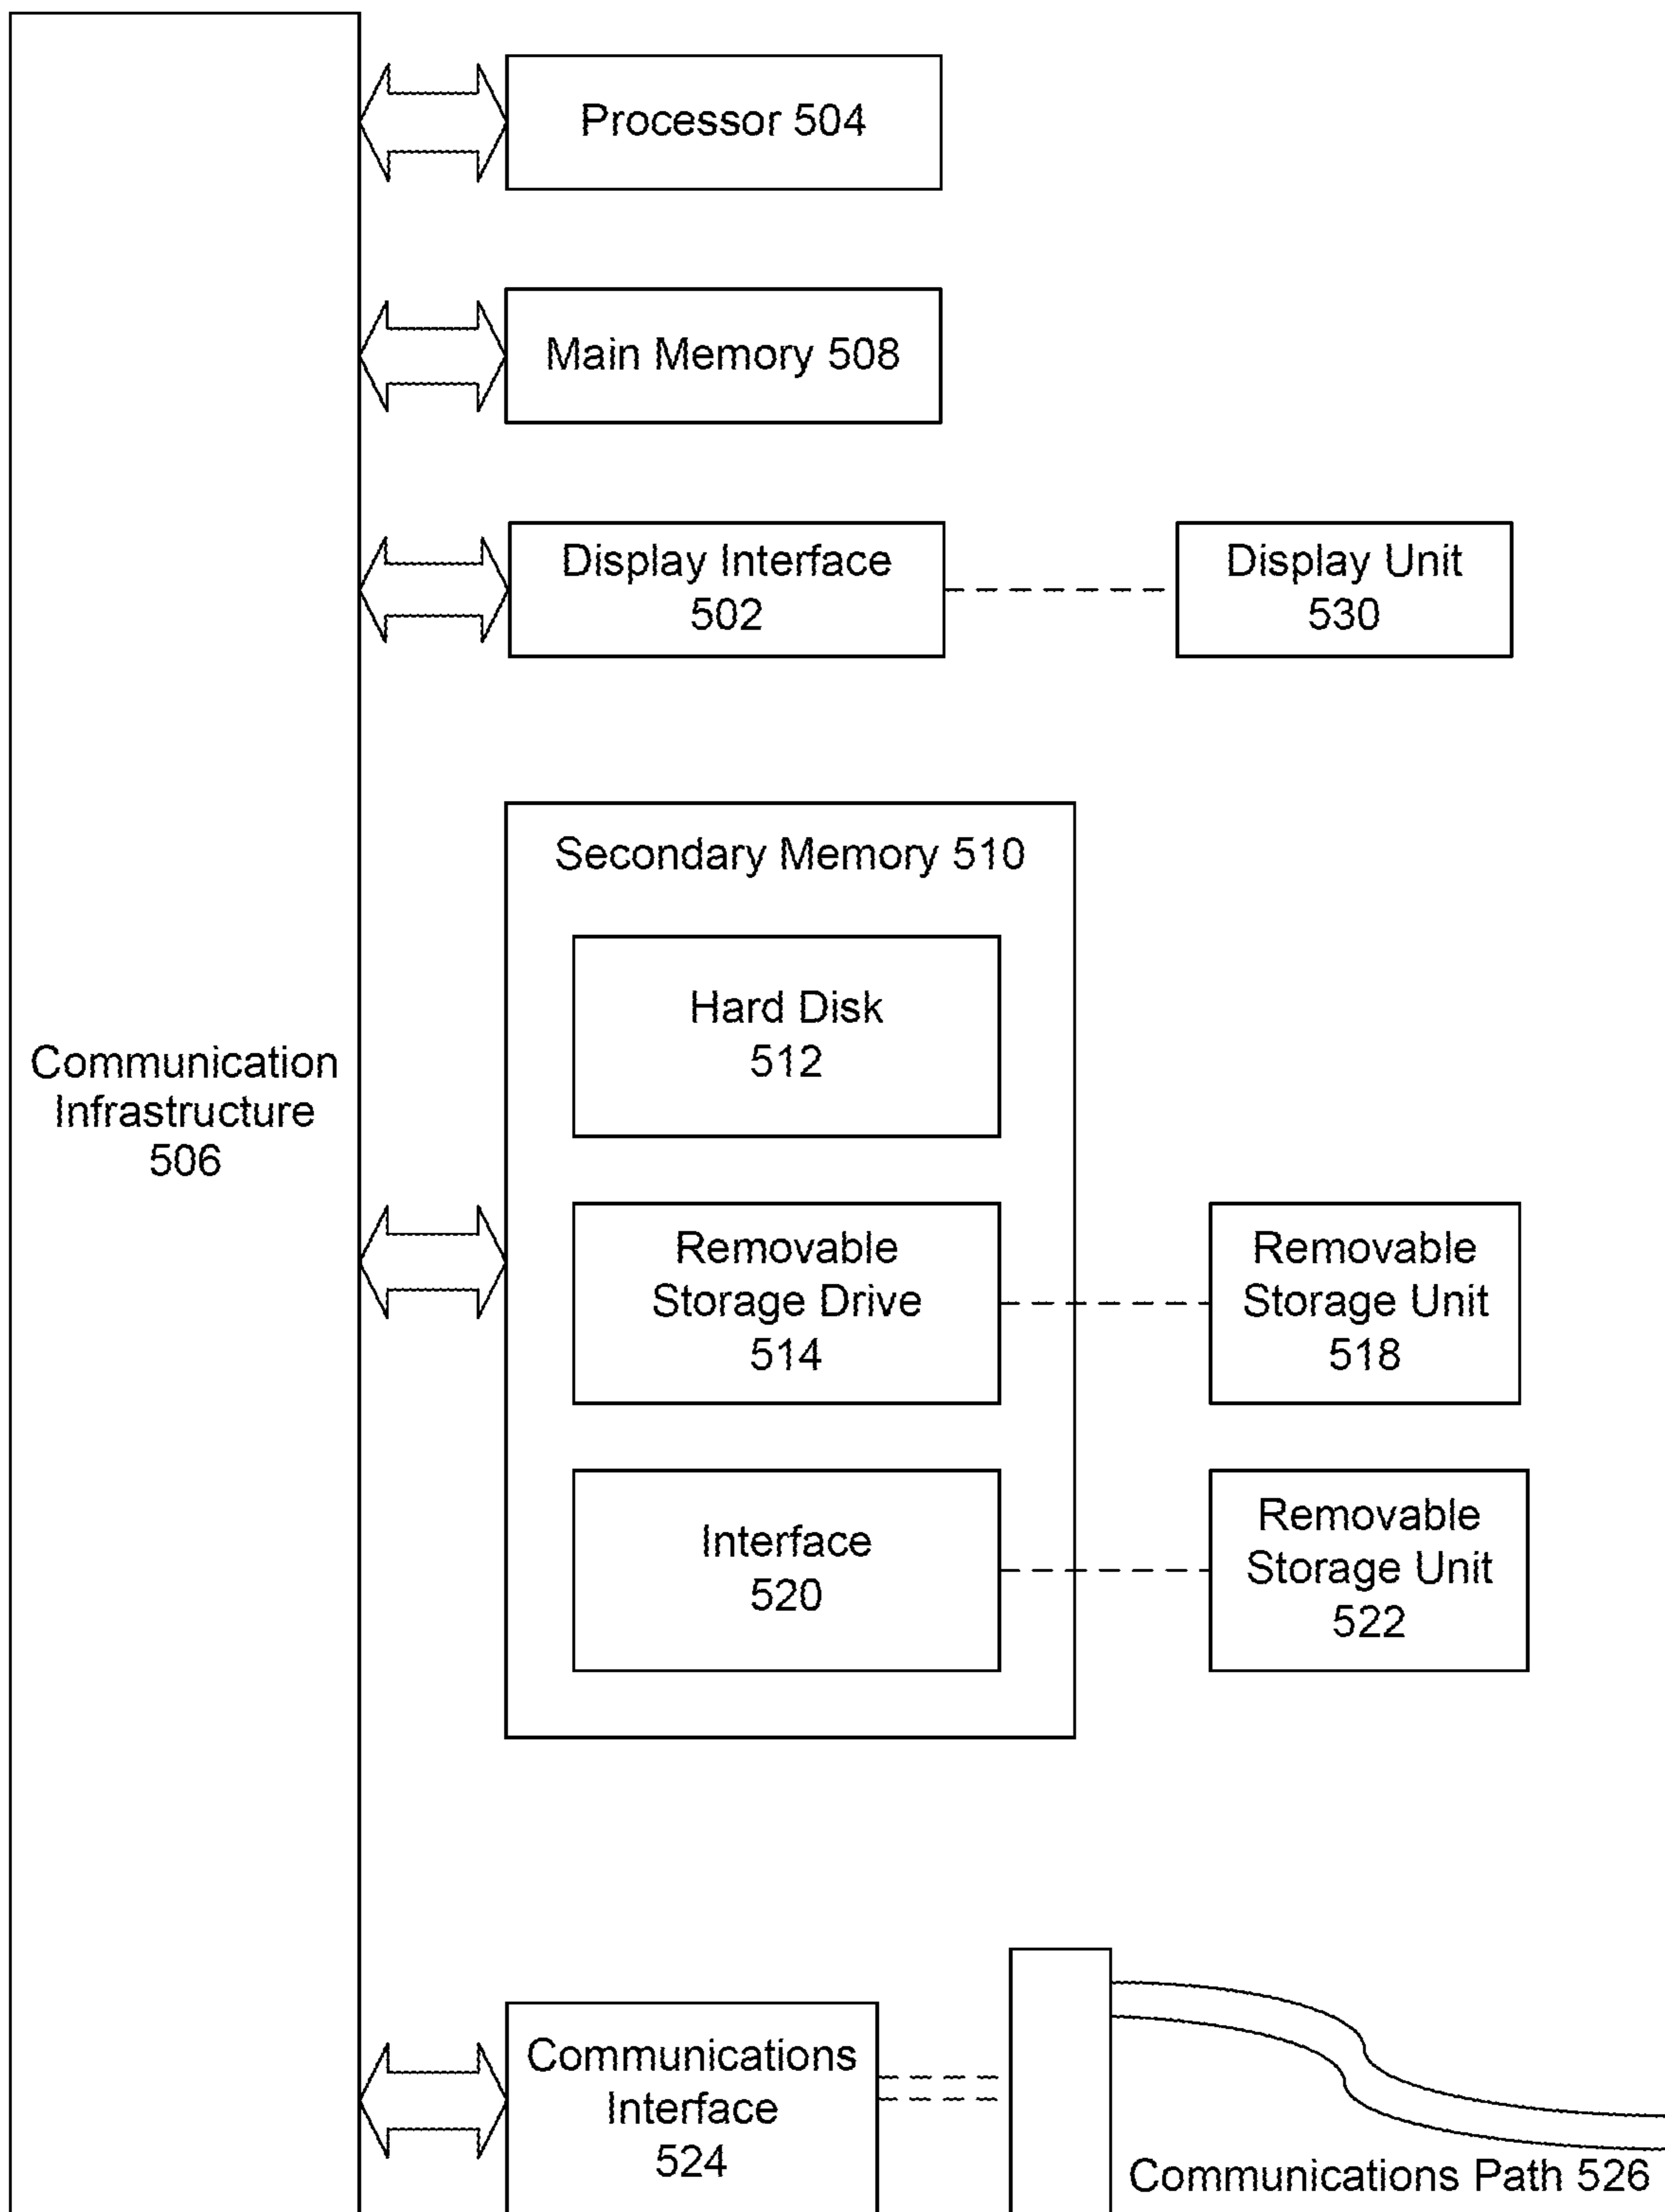 Processor 504
Main Memory 508
Display Interface
502
Display Unit
530
Secondary Memory 510
Hard Disk
512
Communication
Infrastructure
506
Removable
Storage Drive
514
Removable
Storage Unit
518
Interface
520
Removable
Storage Unit
522
Communications
Interface
524
Communications Path 526